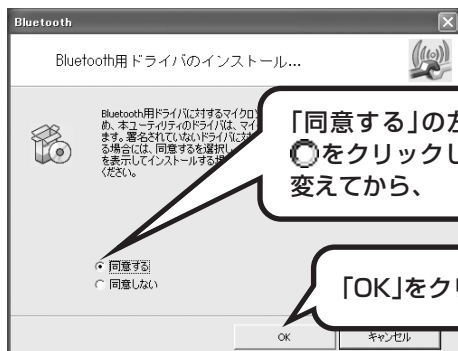 Bluetooth
Bluetooth用ドライバのインストール...
Bluetooth用ドライバに対するマイクロ
め、本ユーティリティのドライバは、マイ
ます。署名されていないドライバに対
る場合には、同意するを選択し
を表示してインストールする場
ください。
「同意する」の左
をクリックし
変えてから、
同意する
同意しない
「OK」をクリ
OK
キャンセル